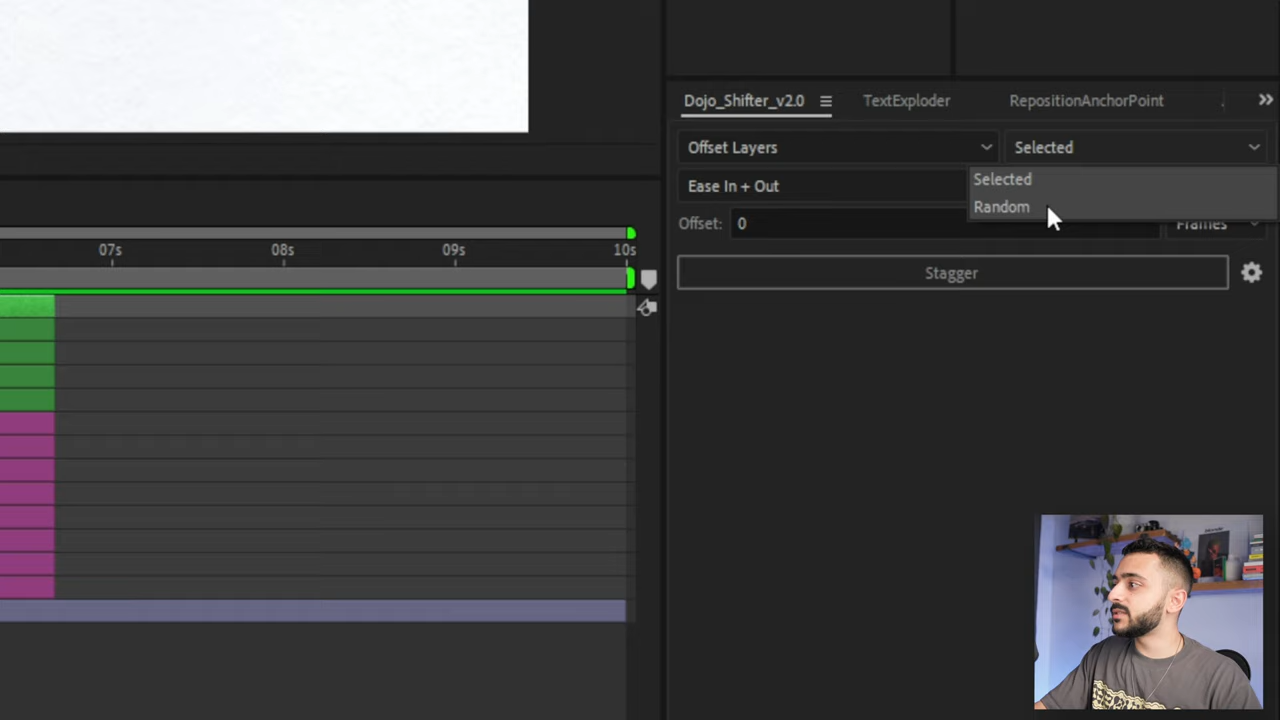 Dojo_Shifter_v2.0 TextExploder RepositionAnchorPoint
Offset Layers Selected
Selected
Ease In + Out
Random
Offset: 0 Frames
Stagger
07s 08s 09s 10s